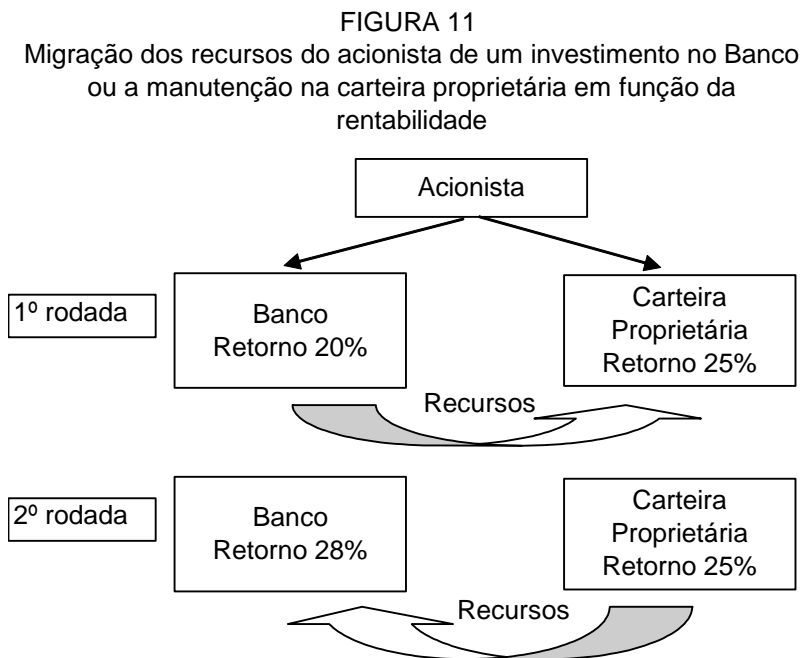 FIGURA 11
Migração dos recursos do acionista de um investimento no Banco
ou a manutenção na carteira proprietária em função da
rentabilidade
Acionista
1º rodada
Banco
Retorno 20%
Carteira
Proprietária
Retorno 25%
Recursos
2º rodada
Banco
Retorno 28%
Carteira
Proprietária
Retorno 25%
Recursos